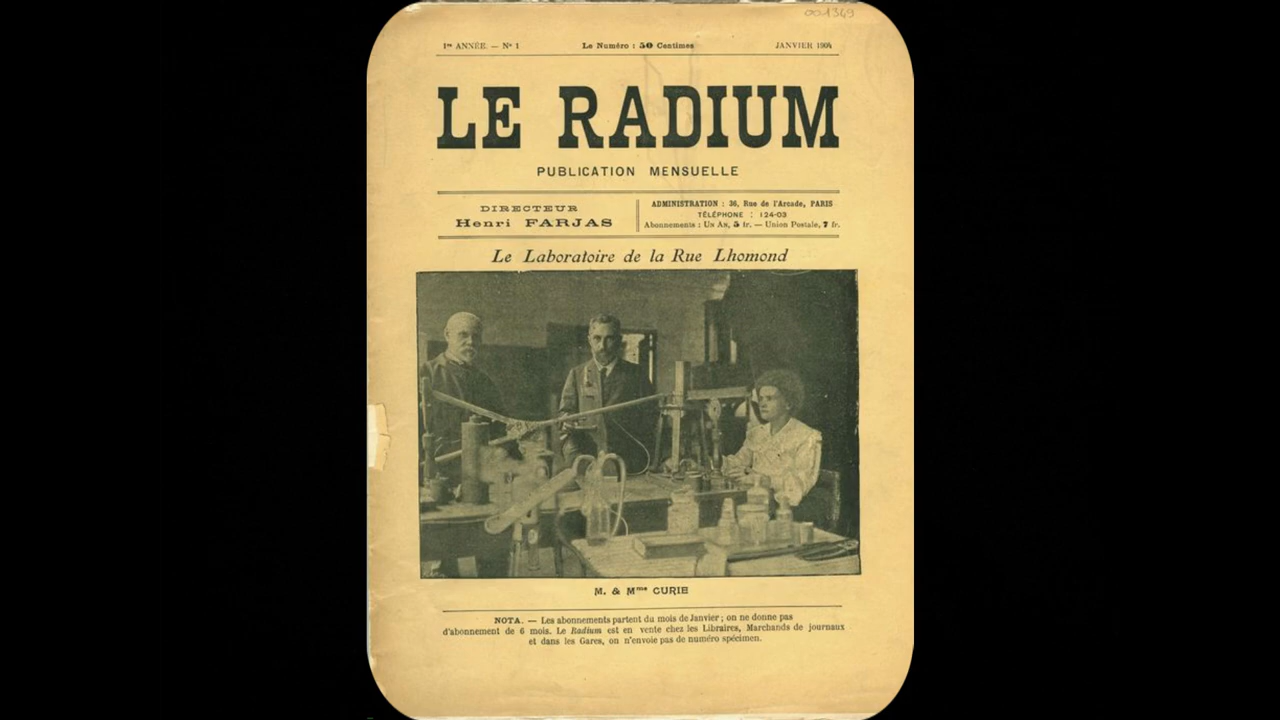 001349
1re ANNÉE. — No 1
Le Numéro : 50 Centimes
JANVIER 1904
LE RADIUM
PUBLICATION MENSUELLE
DIRECTEUR
Henri FARJAS
ADMINISTRATION : 36, Rue de l'Arcade, PARIS
TÉLÉPHONE : 124-03
Abonnements : UN AN, 5 fr. — Union Postale, 7 fr.
Le Laboratoire de la Rue Lhomond
M. & Mme CURIE
NOTA. — Les abonnements partent du mois de Janvier ; on ne donne pas
d'abonnement de 6 mois. Le Radium est en vente chez les Libraires, Marchands de journaux
et dans les Gares, on n'envoie pas de numéro spécimen.